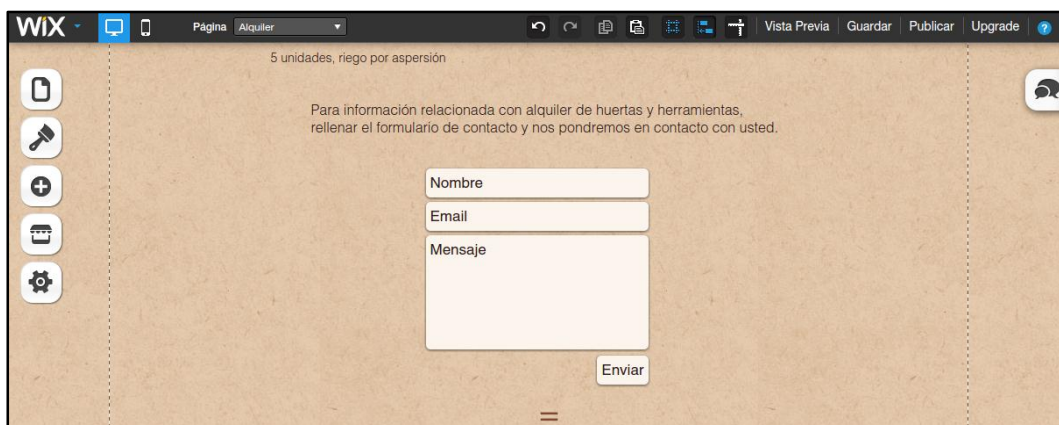 WiX Página Alquiler Vista Previa Guardar Publicar Upgrade ?
5 unidades, riego por aspersión
Para información relacionada con alquiler de huertas y herramientas,
rellenar el formulario de contacto y nos pondremos en contacto con usted.
Nombre
Email
Mensaje
Enviar